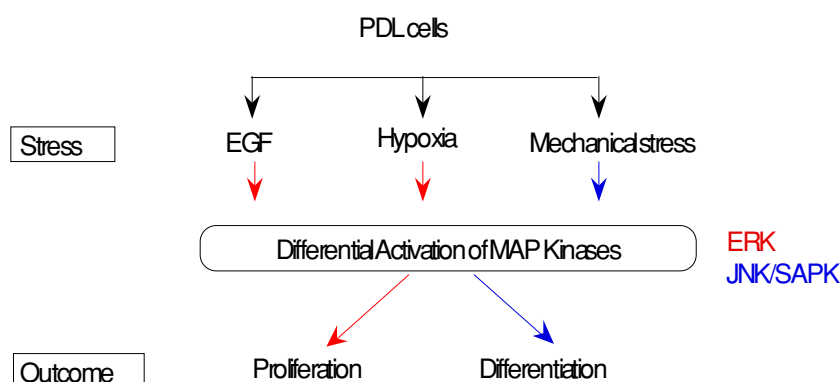 PDL cells
Stress
EGF
Hypoxia
Mechanical stress
Differential Activation of MAP Kinases
ERK
JNK/SAPK
Outcome
Proliferation
Differentiation